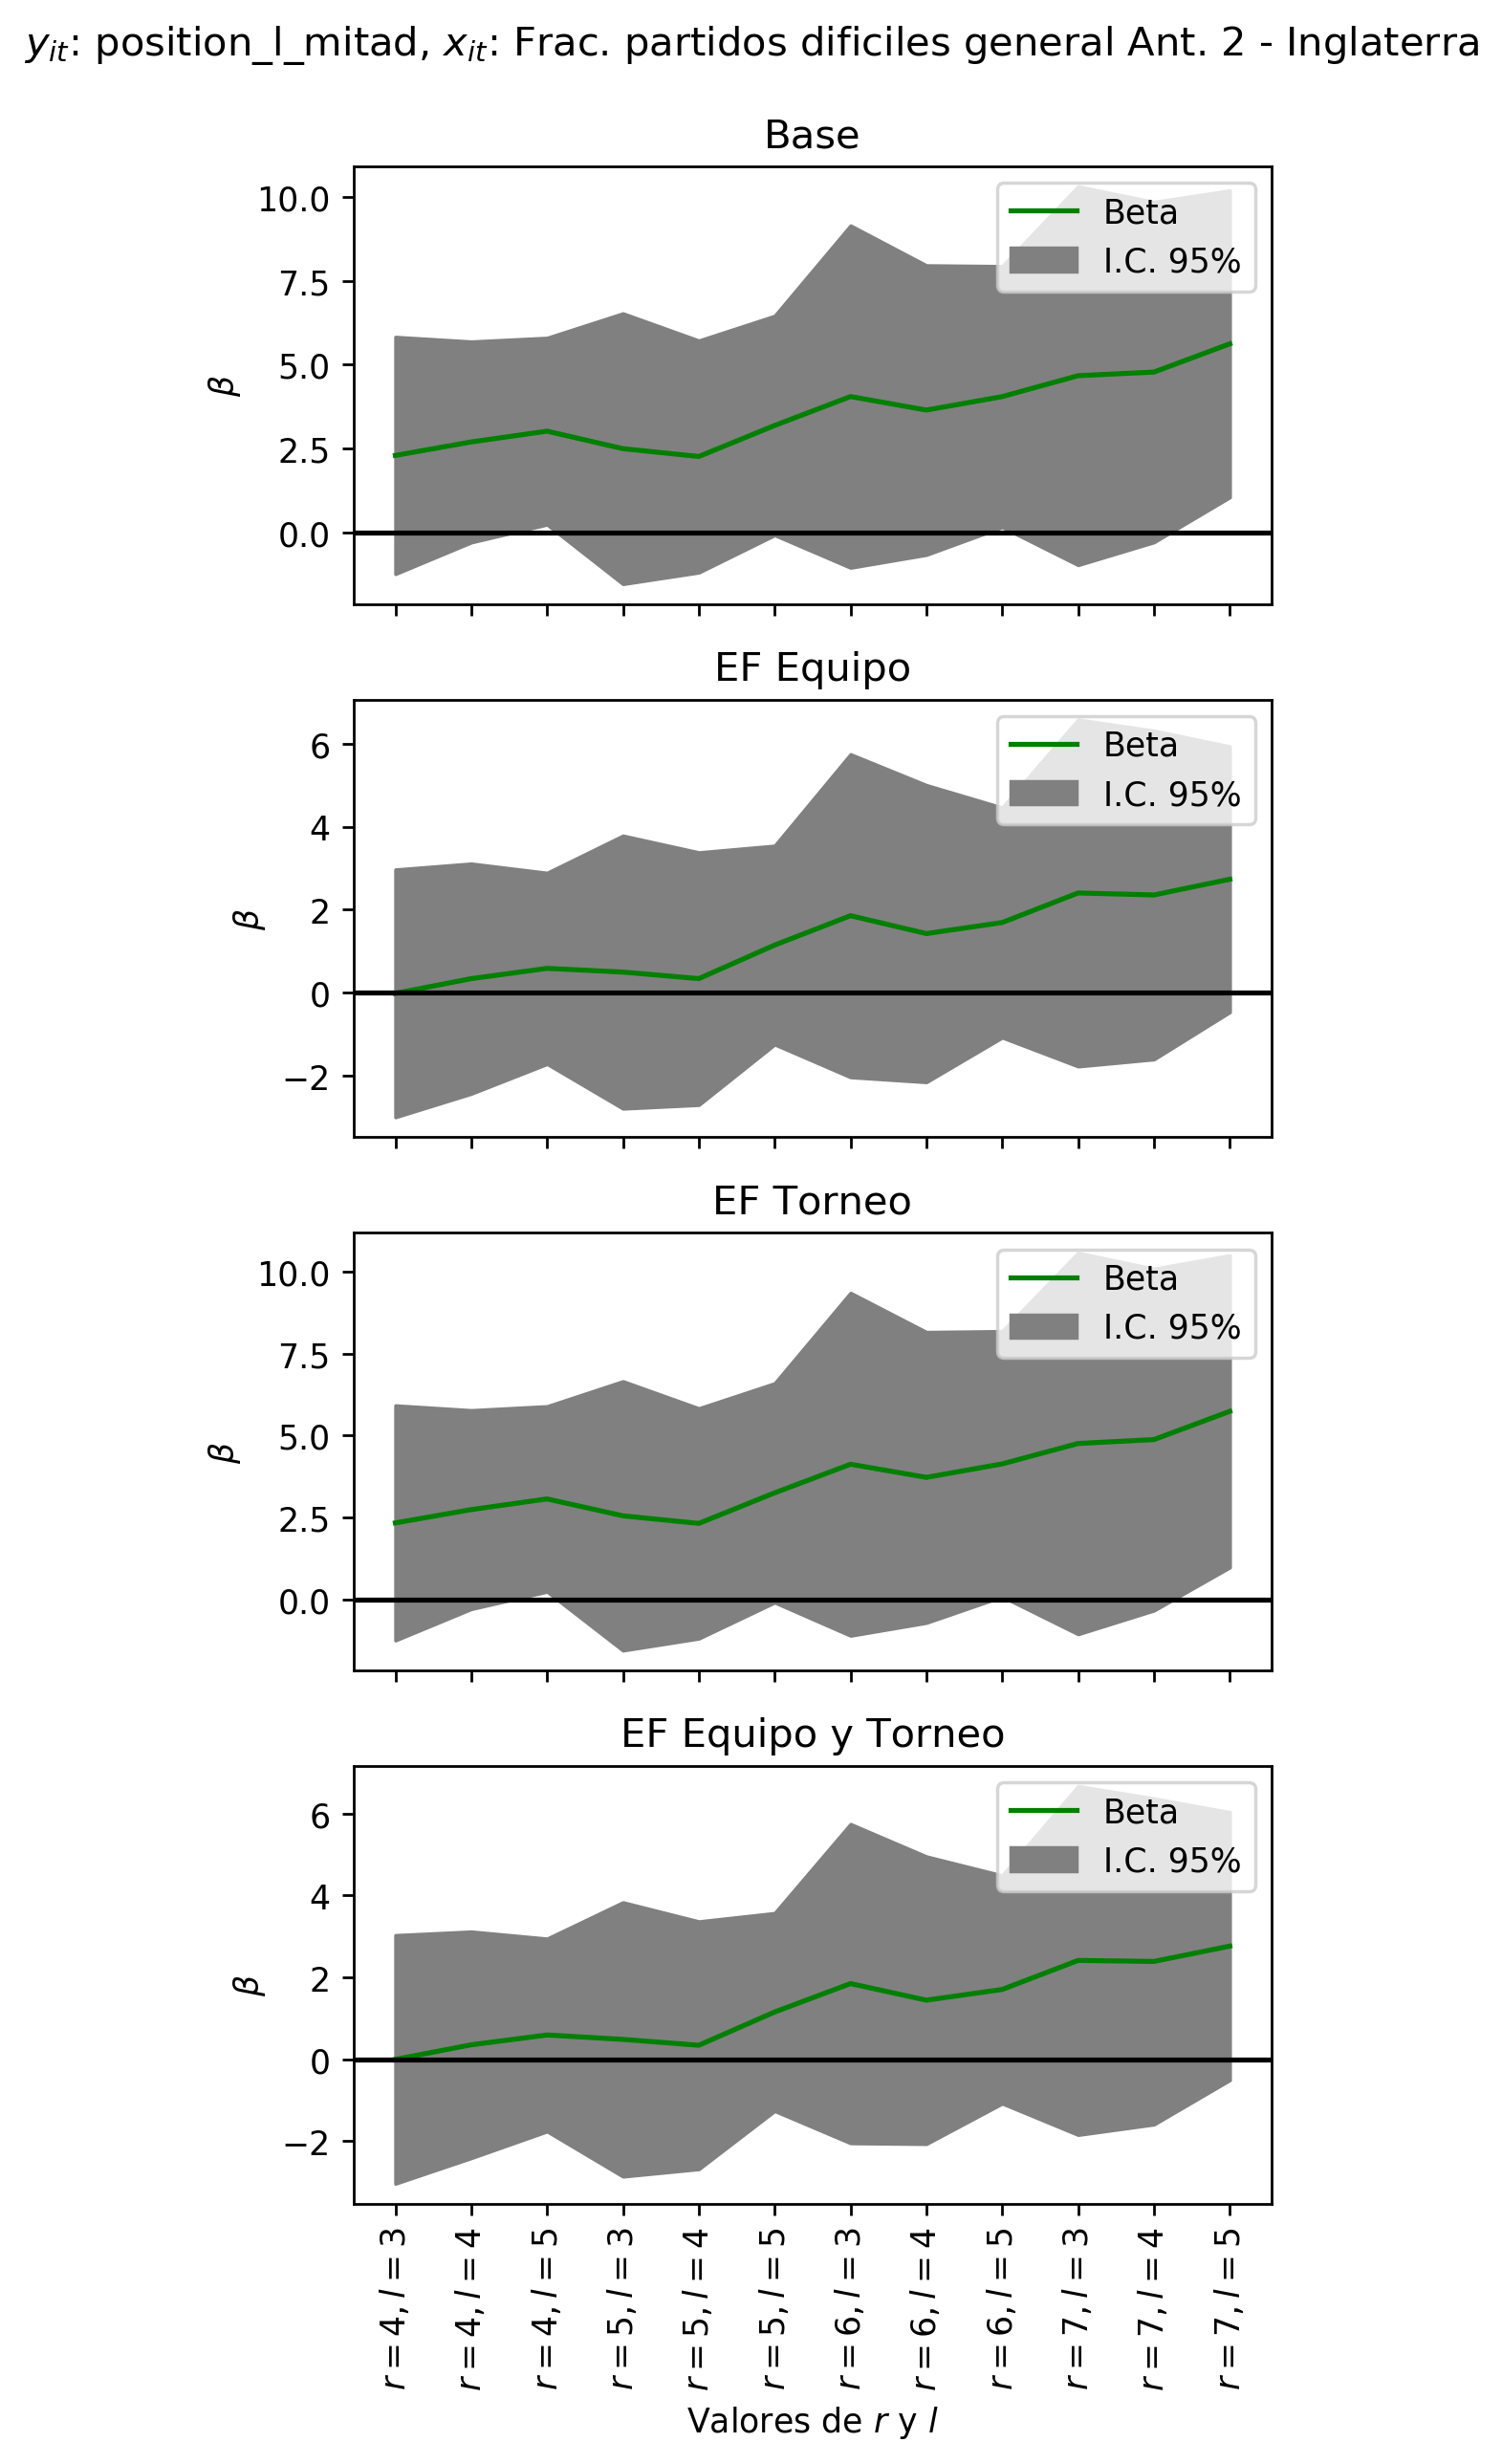 y_it: position_l_mitad, x_it: Frac. partidos dificiles general Ant. 2 - Inglaterra
Base
10.0
7.5
5.0
2.5
0.0
β
Beta
I.C. 95%
EF Equipo
6
4
2
0
−2
β
Beta
I.C. 95%
EF Torneo
10.0
7.5
5.0
2.5
0.0
β
Beta
I.C. 95%
EF Equipo y Torneo
6
4
2
0
−2
β
Beta
I.C. 95%
r = 4, l = 3
r = 4, l = 4
r = 4, l = 5
r = 5, l = 3
r = 5, l = 4
r = 5, l = 5
r = 6, l = 3
r = 6, l = 4
r = 6, l = 5
r = 7, l = 3
r = 7, l = 4
r = 7, l = 5
Valores de r y l